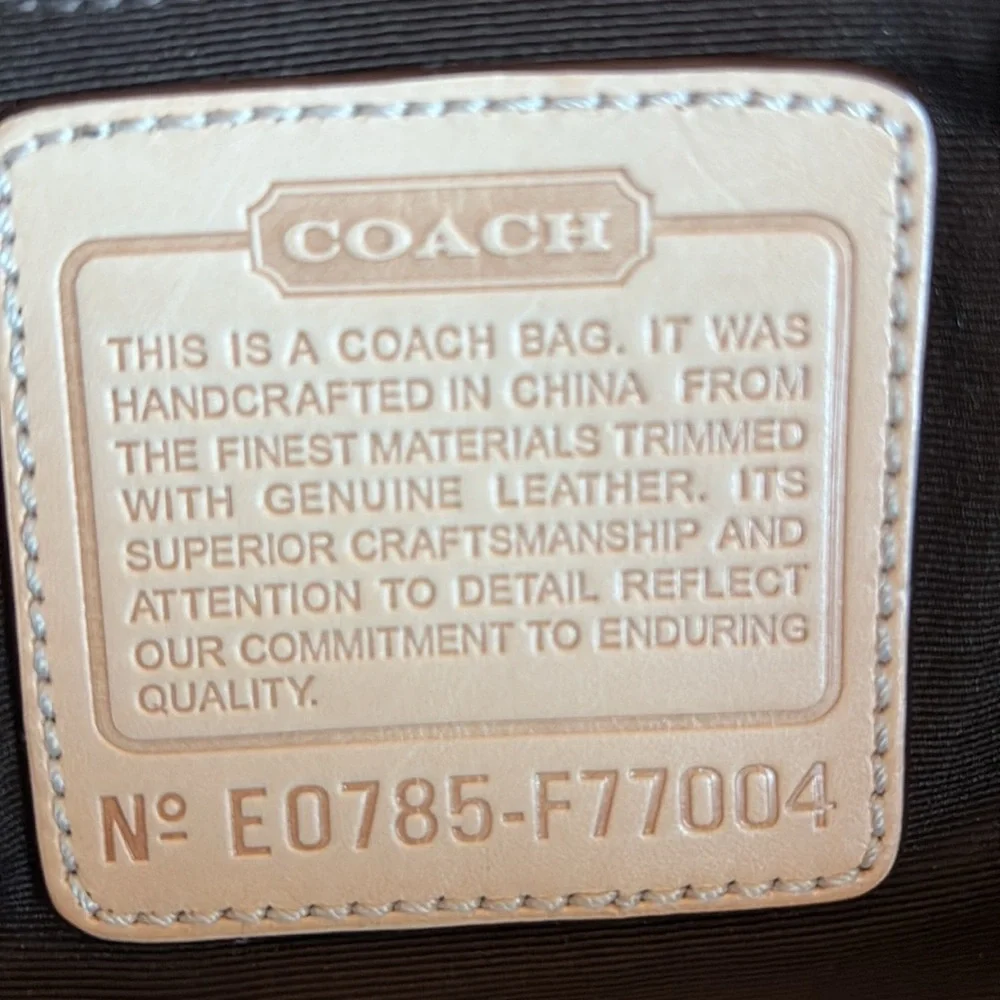 COACH
THIS IS A COACH BAG. IT WAS
HANDCRAFTED IN CHINA FROM
THE FINEST MATERIALS TRIMMED
WITH GENUINE LEATHER. ITS
SUPERIOR CRAFTSMANSHIP AND
ATTENTION TO DETAIL REFLECT
OUR COMMITMENT TO ENDURING
QUALITY.
Nº E0785-F77004